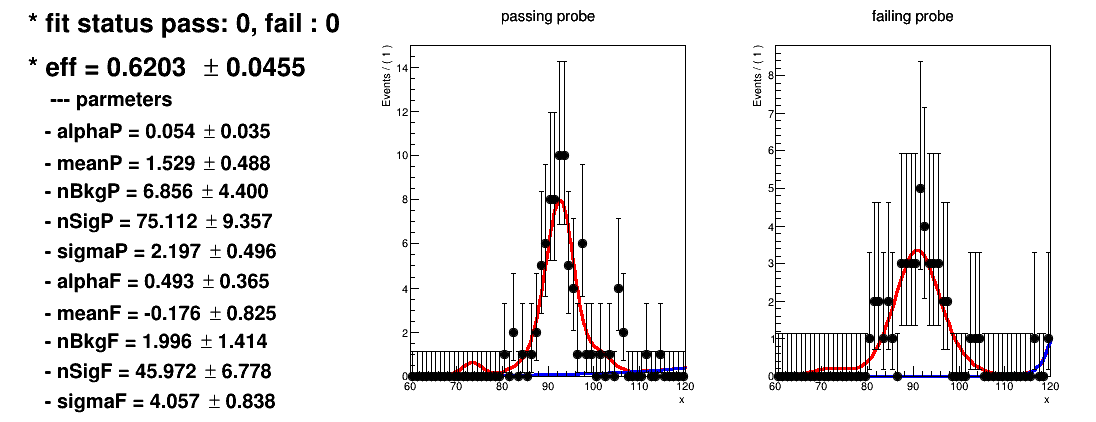 * fit status pass: 0, fail : 0
* eff = 0.6203 ± 0.0455
--- parmeters
- alphaP = 0.054 ± 0.035
- meanP = 1.529 ± 0.488
- nBkgP = 6.856 ± 4.400
- nSigP = 75.112 ± 9.357
- sigmaP = 2.197 ± 0.496
- alphaF = 0.493 ± 0.365
- meanF = -0.176 ± 0.825
- nBkgF = 1.996 ± 1.414
- nSigF = 45.972 ± 6.778
- sigmaF = 4.057 ± 0.838
passing probe
Events / ( 1 )
14
12
10
8
6
4
2
0
60 70 80 90 100 110 120
x
failing probe
Events / ( 1 )
8
7
6
5
4
3
2
1
0
60 70 80 90 100 110 120
x